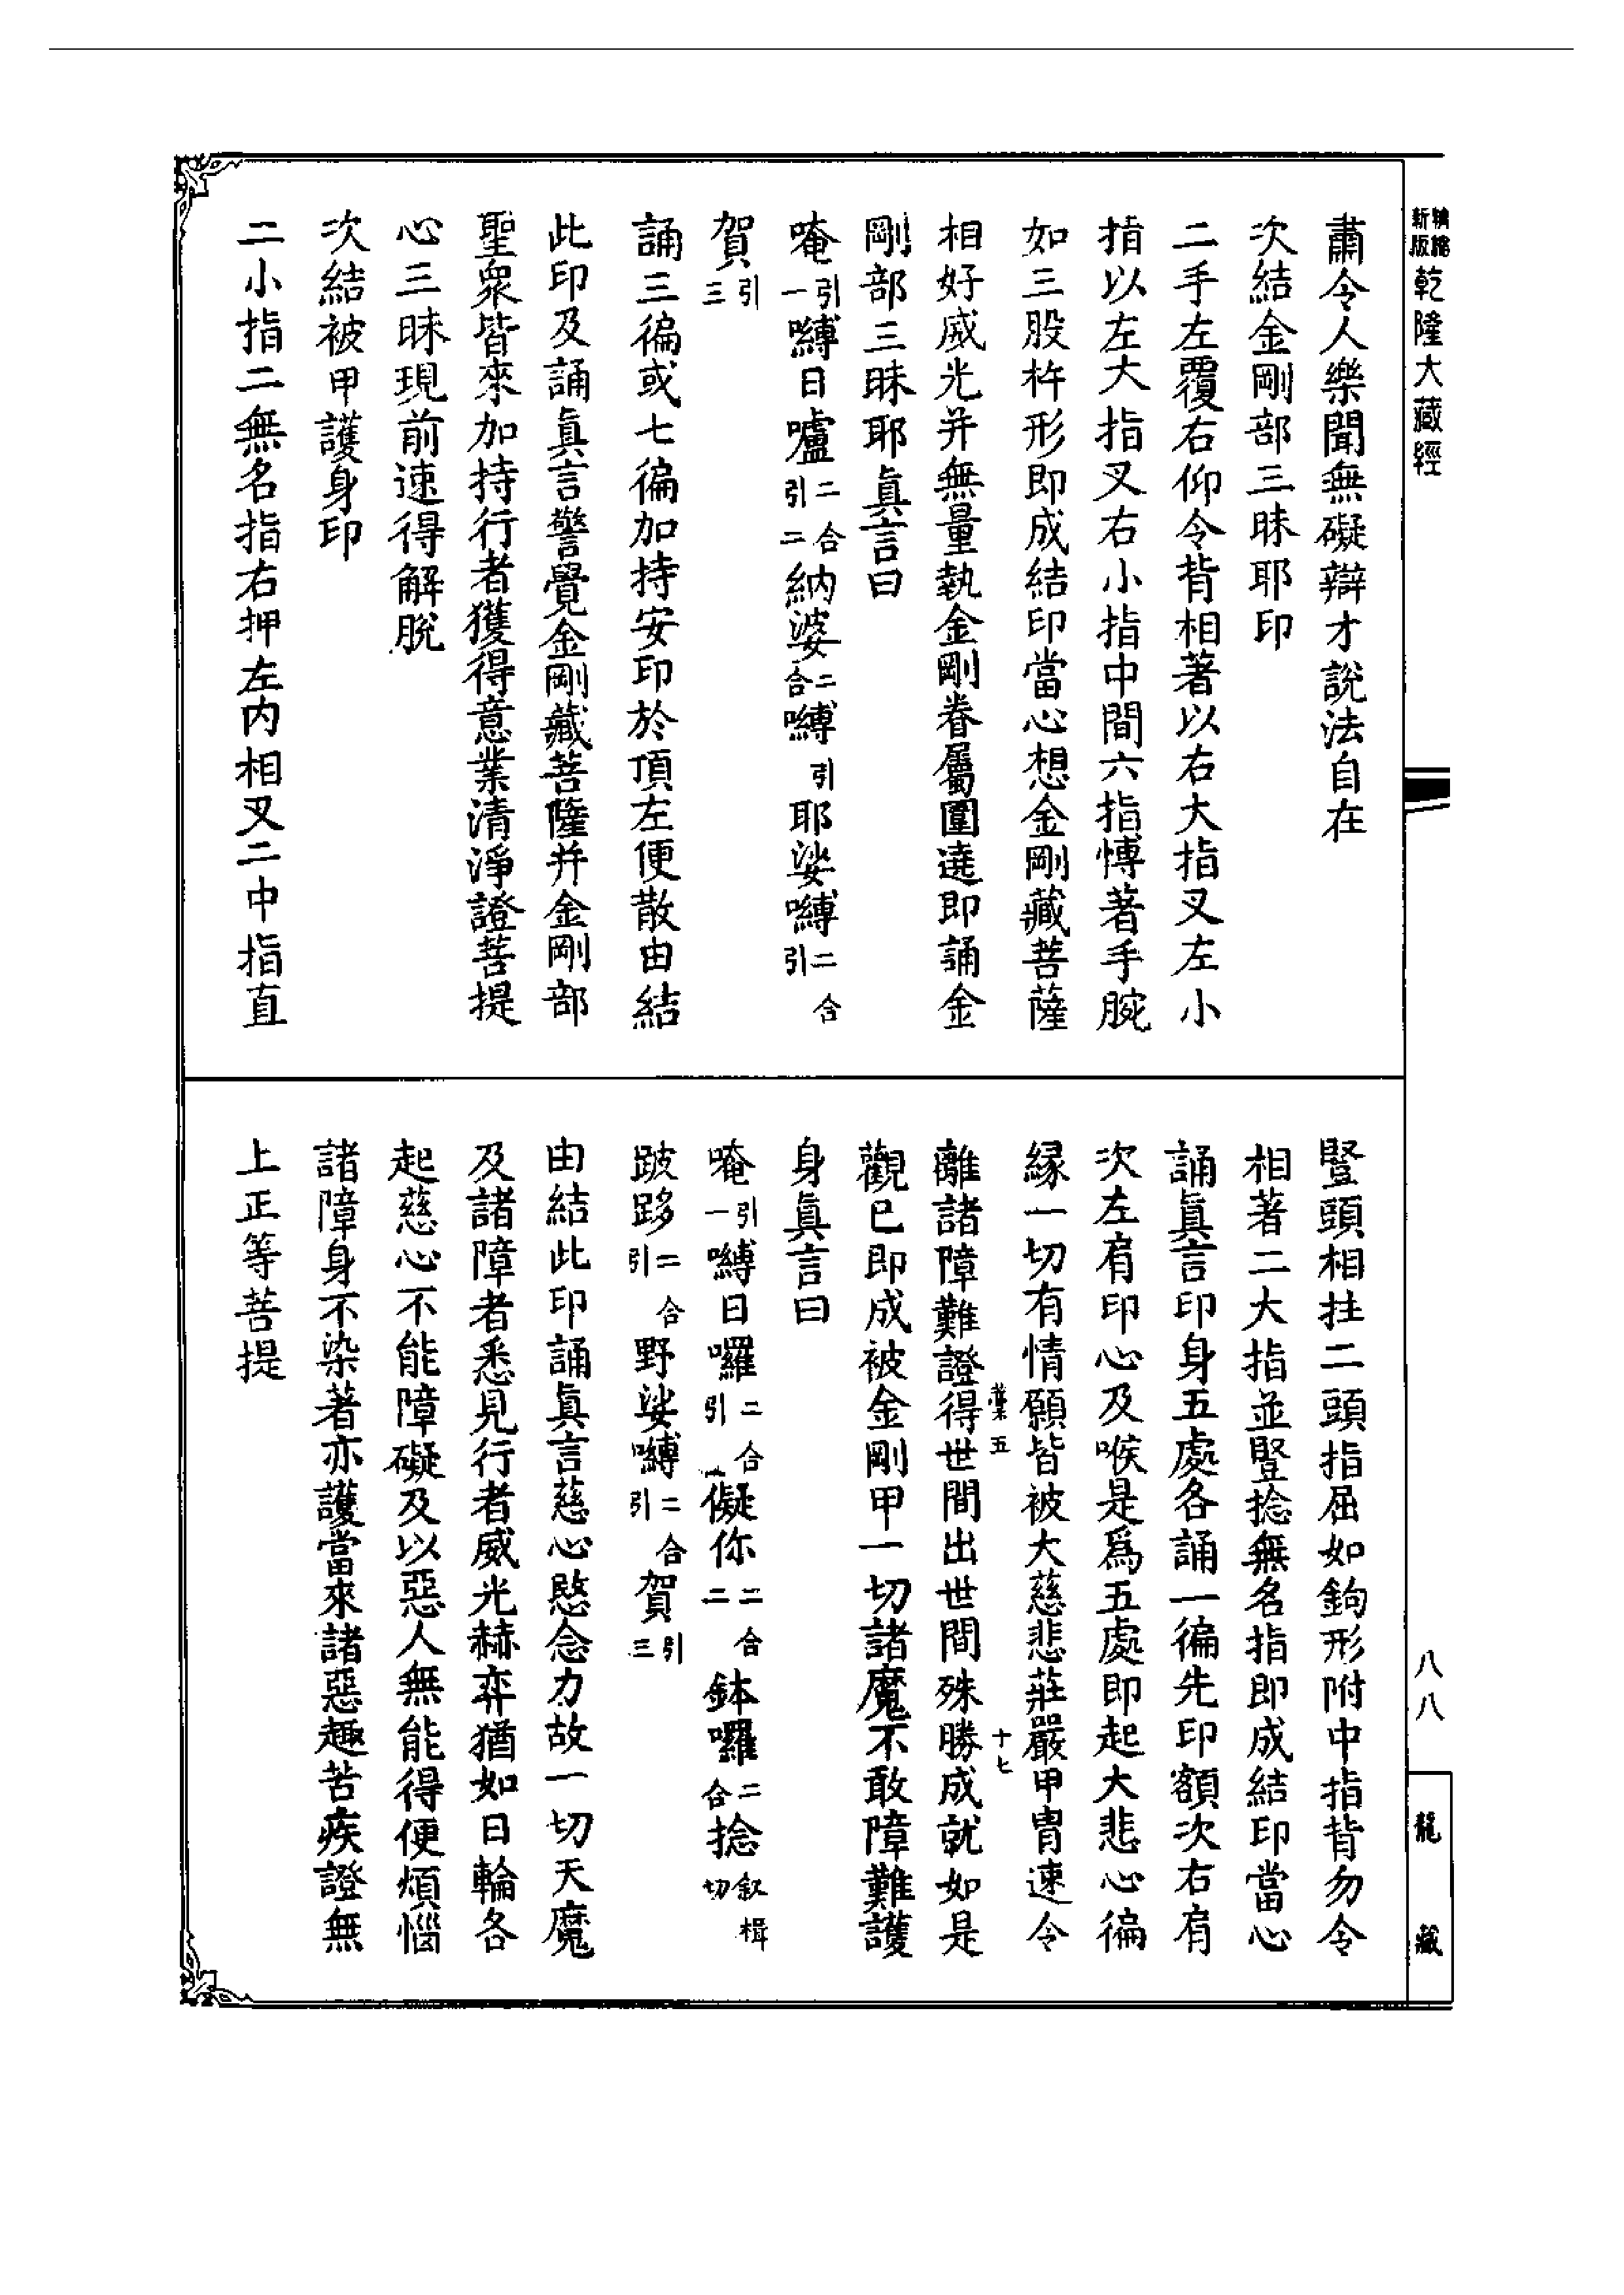 新版精縮
乾隆大藏經
八八
龍藏
肅令人樂聞無礙辯才說法自在
次結金剛部三昧耶印
二手左覆右仰令背相著以右大指叉左小
指以左大指叉右小指中間六指愽著手腕
如三股杵形即成結印當心想金剛藏菩薩
相好威光并無量執金剛眷屬圍遶即誦金
剛部三昧耶眞言曰
唵引一嚩日嚧二合引二納婆二合嚩引耶娑嚩二合引
賀引三
誦三徧或七徧加持安印於頂左便散由結
此印及誦眞言警覺金剛藏菩薩并金剛部
聖衆皆來加持行者獲得意業清淨證菩提
心三昧現前速得解脫
次結被甲護身印
二小指二無名指右押左内相叉二中指直
豎頭相拄二頭指屈如鉤形附中指背勿令
相著二大指並豎捻無名指即成結印當心
誦眞言印身五處各誦一徧先印額次右肩
次左肩印心及喉是爲五處即起大悲心徧
縁一切有情願皆被大慈悲莊嚴甲冑速令
葉五 十七
離諸障難證得世間出世間殊勝成就如是
觀已即成被金剛甲一切諸魔不敢障難護
身眞言曰
唵引一嚩日囉二合引儗你二合二鉢囉二合捻叙楫切
跛跢二合引野娑嚩二合引賀引三
由結此印誦眞言慈心愍念力故一切天魔
及諸障者悉見行者威光赫弈猶如日輪各
起慈心不能障礙及以惡人無能得便煩惱
諸障身不染著亦護當來諸惡趣苦疾證無
上正等菩提